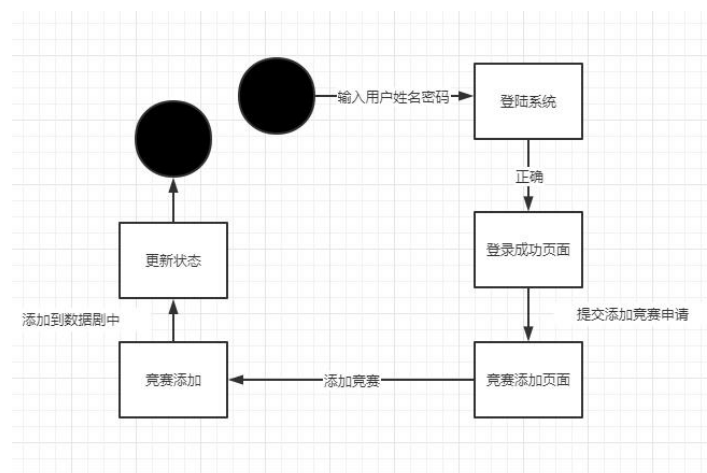 输入用户姓名密码
登陆系统
正确
登录成功页面
提交添加竞赛申请
竞赛添加页面
添加竞赛
竞赛添加
添加到数据剧中
更新状态